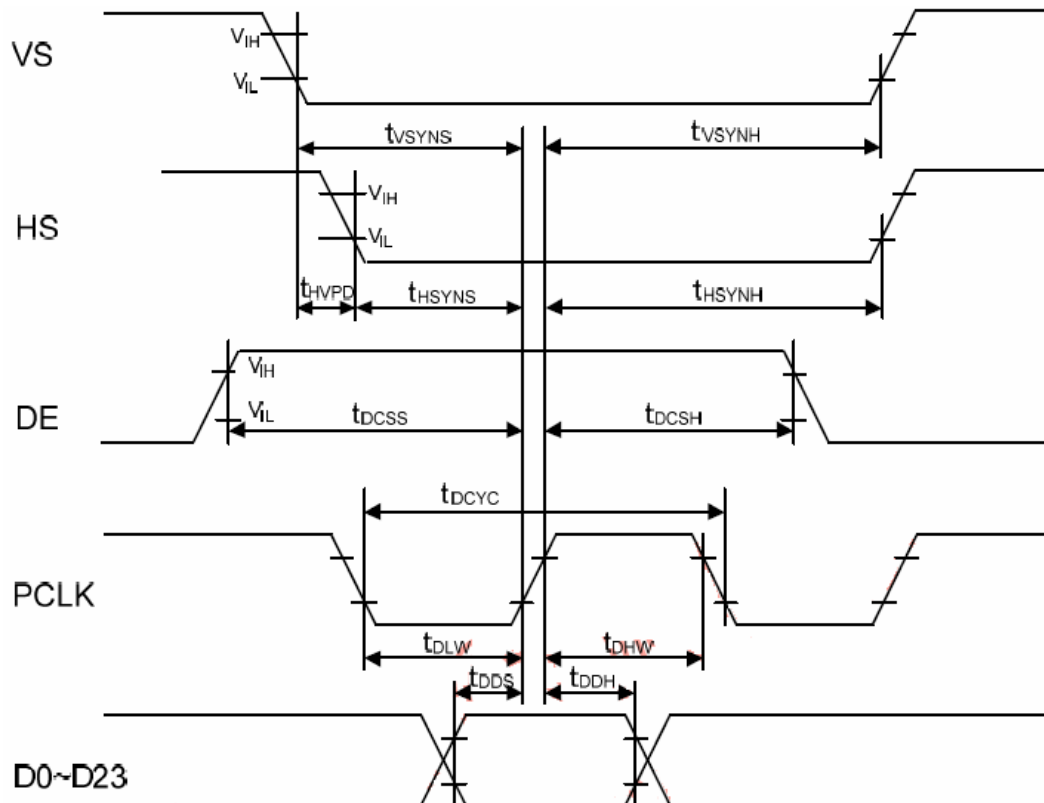 VS
VIH
VIL
tVSYNS
tVSYNH
HS
VIH
VIL
tHVPD
tHSYNS
tHSYNH
DE
VIH
VIL
tDCSS
tDCSH
tDCYC
PCLK
tDLW
tDHW
tDDS
tDDH
D0~D23